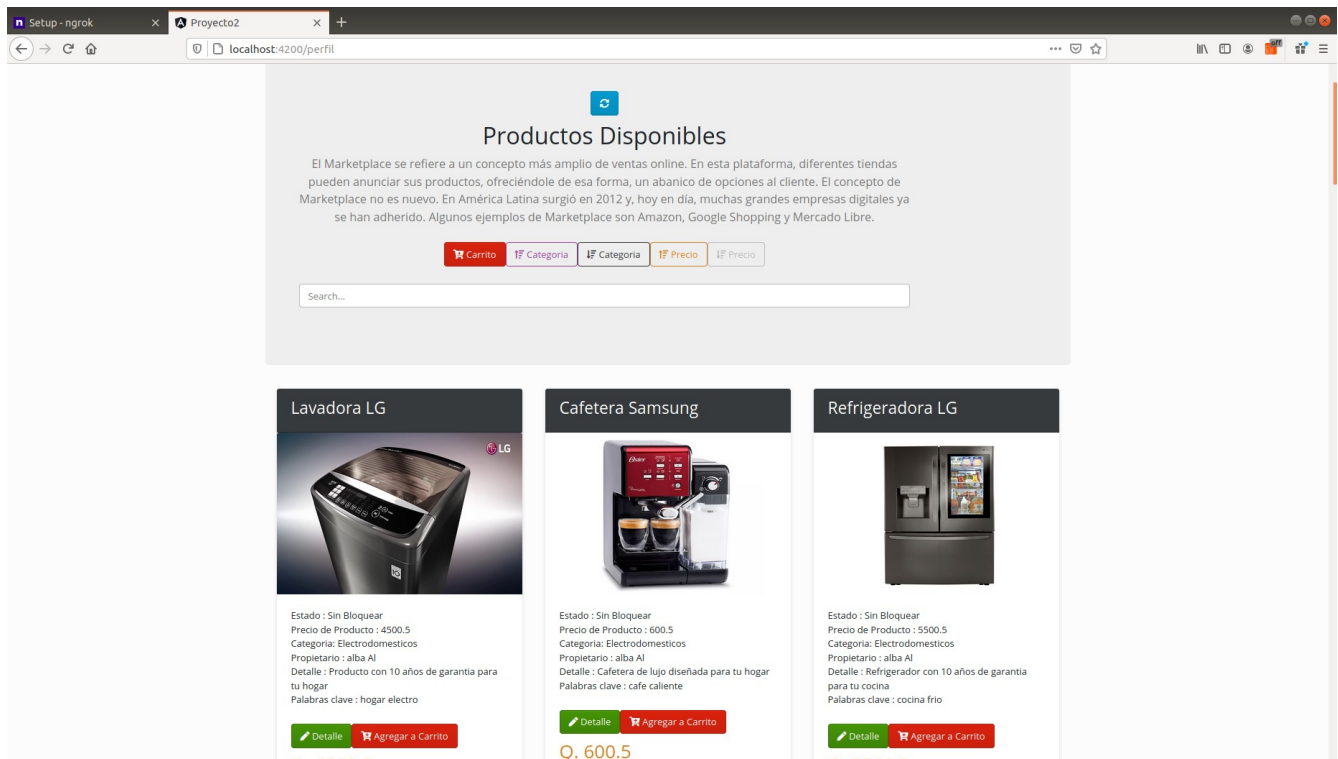 Setup - ngrok
Proyecto2
localhost:4200/perfil
off
Productos Disponibles
El Marketplace se refiere a un concepto más amplio de ventas online. En esta plataforma, diferentes tiendas
pueden anunciar sus productos, ofreciéndole de esa forma, un abanico de opciones al cliente. El concepto de
Marketplace no es nuevo. En América Latina surgió en 2012 y, hoy en día, muchas grandes empresas digitales ya
se han adherido. Algunos ejemplos de Marketplace son Amazon, Google Shopping y Mercado Libre.
Carrito Categoria Categoria Precio Precio
Search...
Lavadora LG
LG
Estado : Sin Bloquear
Precio de Producto : 4500.5
Categoria: Electrodomesticos
Propietario : alba Al
Detalle : Producto con 10 años de garantia para
tu hogar
Palabras clave : hogar electro
Detalle Agregar a Carrito
Cafetera Samsung
Oster
Estado : Sin Bloquear
Precio de Producto : 600.5
Categoria: Electrodomesticos
Propietario : alba Al
Detalle : Cafetera de lujo diseñada para tu hogar
Palabras clave : cafe caliente
Detalle Agregar a Carrito
Q. 600.5
Refrigeradora LG
Estado : Sin Bloquear
Precio de Producto : 5500.5
Categoria: Electrodomesticos
Propietario : alba Al
Detalle : Refrigerador con 10 años de garantia
para tu cocina
Palabras clave : cocina frio
Detalle Agregar a Carrito